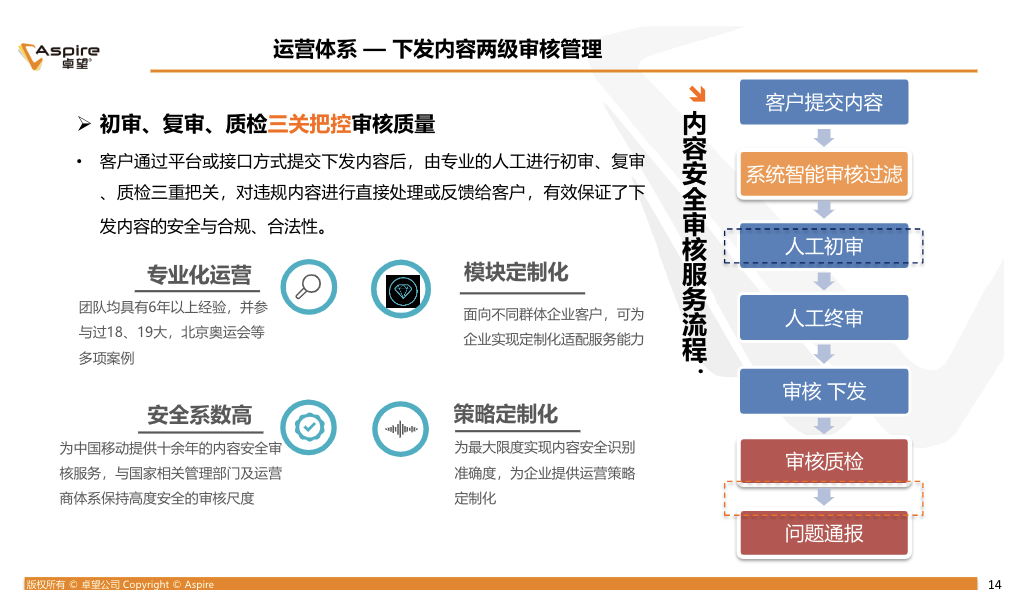 Aspire
卓望®
运营体系 — 下发内容两级审核管理
➢ 初审、复审、质检三关把控审核质量
• 客户通过平台或接口方式提交下发内容后，由专业的人工进行初审、复审
、质检三重把关，对违规内容进行直接处理或反馈给客户，有效保证了下
发内容的安全与合规、合法性。
专业化运营
团队均具有6年以上经验，并参
与过18、19大，北京奥运会等
多项案例
模块定制化
面向不同群体企业客户，可为
企业实现定制化适配服务能力
安全系数高
为中国移动提供十余年的内容安全审
核服务，与国家相关管理部门及运营
商体系保持高度安全的审核尺度
策略定制化
为最大限度实现内容安全识别
准确度，为企业提供运营策略
定制化
内容安全审核服务流程：
客户提交内容
系统智能审核过滤
人工初审
人工终审
审核 下发
审核质检
问题通报
版权所有 © 卓望公司 Copyright © Aspire
14